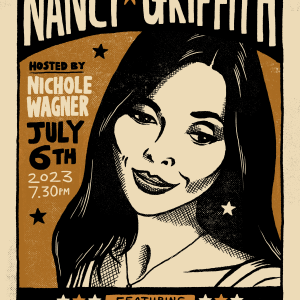 NANCY GRIFFITH
HOSTED BY
NICHOLE
WAGNER
JULY
6TH
2023
7.30PM
FEATURING